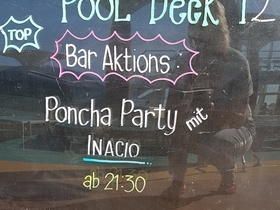 POOL Deck 12
TOP
Bar Aktions:
Poncha Party mit
INACIO
ab 21:30